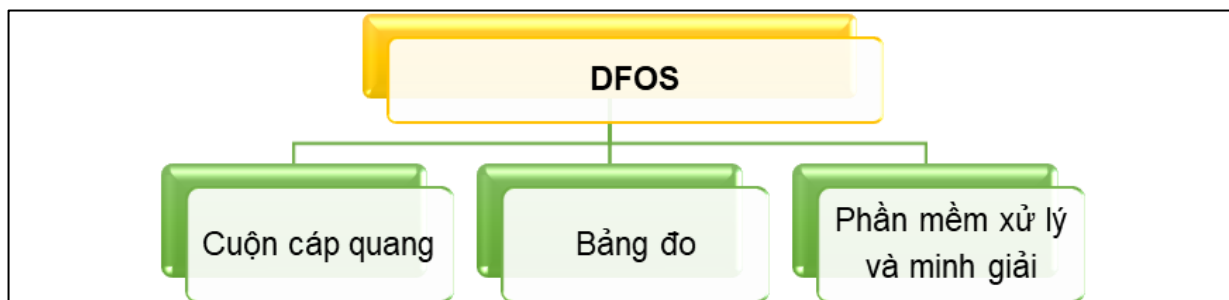 DFOS
Cuộn cáp quang
Bảng đo
Phần mềm xử lý
và minh giải